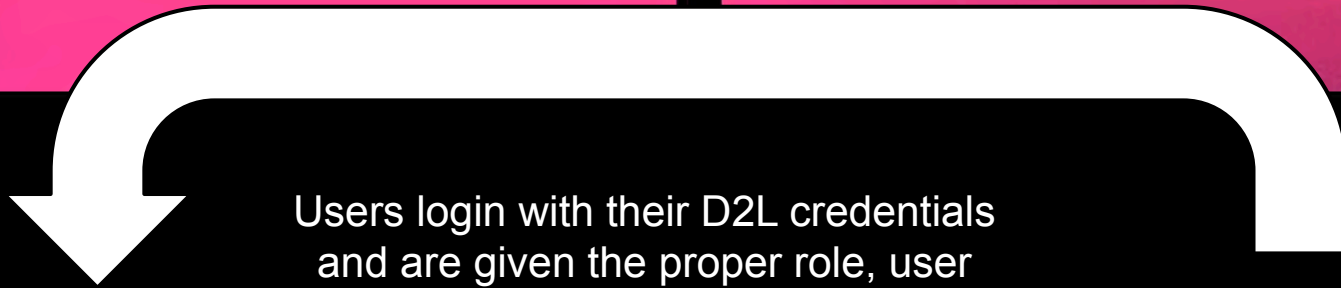 Users login with their D2L credentials
and are given the proper role, user